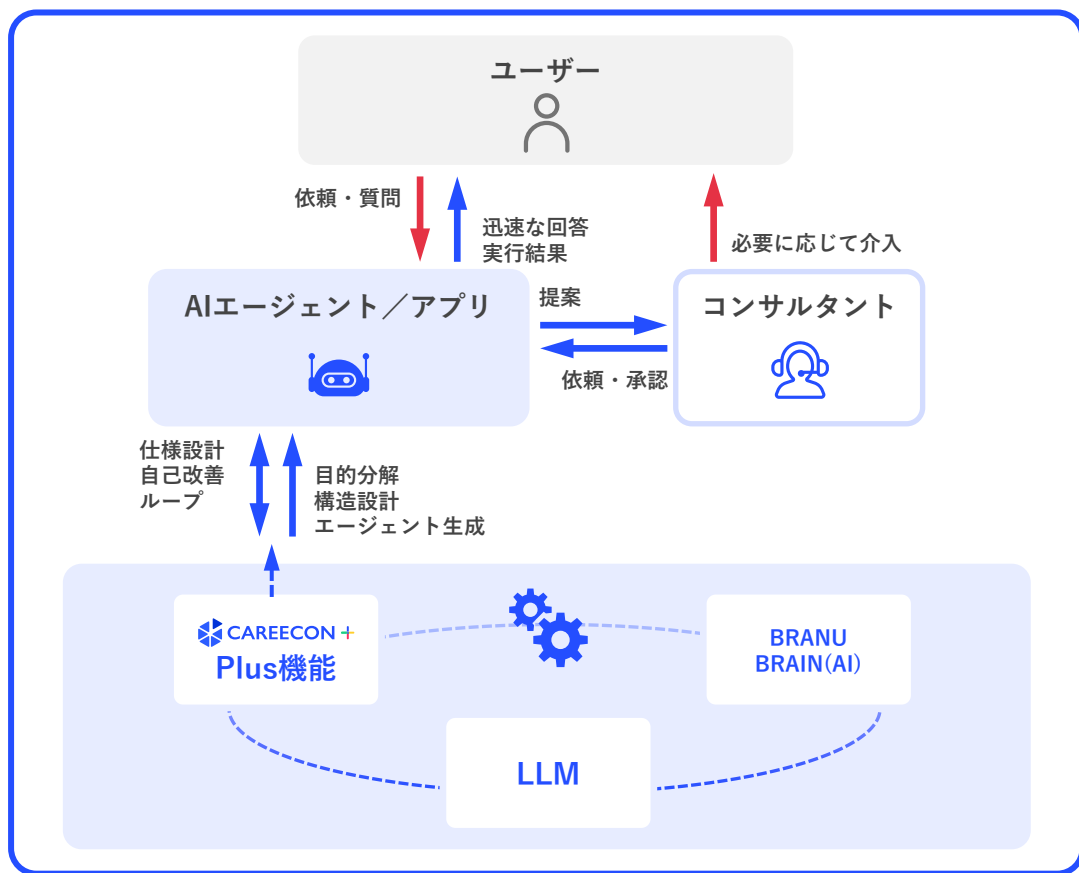 ユーザー
依頼・質問
迅速な回答
実行結果
必要に応じて介入
AIエージェント／アプリ
提案
コンサルタント
依頼・承認
仕様設計
自己改善
ループ
目的分解
構造設計
エージェント生成
CAREECON +
Plus機能
BRANU
BRAIN(AI)
LLM